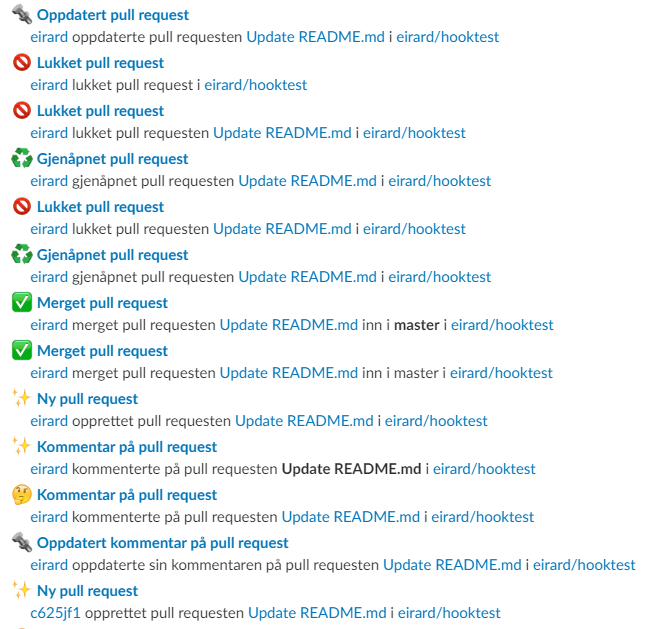 Oppdatert pull request
eirard oppdaterte pull requesten Update README.md i eirard/hooktest
Lukket pull request
eirard lukket pull request i eirard/hooktest
Lukket pull request
eirard lukket pull requesten Update README.md i eirard/hooktest
Gjenåpnet pull request
eirard gjenåpnet pull requesten Update README.md i eirard/hooktest
Lukket pull request
eirard lukket pull requesten Update README.md i eirard/hooktest
Gjenåpnet pull request
eirard gjenåpnet pull requesten Update README.md i eirard/hooktest
Merget pull request
eirard merget pull requesten Update README.md inn i master i eirard/hooktest
Merget pull request
eirard merget pull requesten Update README.md inn i master i eirard/hooktest
Ny pull request
eirard opprettet pull requesten Update README.md i eirard/hooktest
Kommentar på pull request
eirard kommenterte på pull requesten Update README.md i eirard/hooktest
Kommentar på pull request
eirard kommenterte på pull requesten Update README.md i eirard/hooktest
Oppdatert kommentar på pull request
eirard oppdaterte sin kommentaren på pull requesten Update README.md i eirard/hooktest
Ny pull request
c625jf1 opprettet pull requesten Update README.md i eirard/hooktest